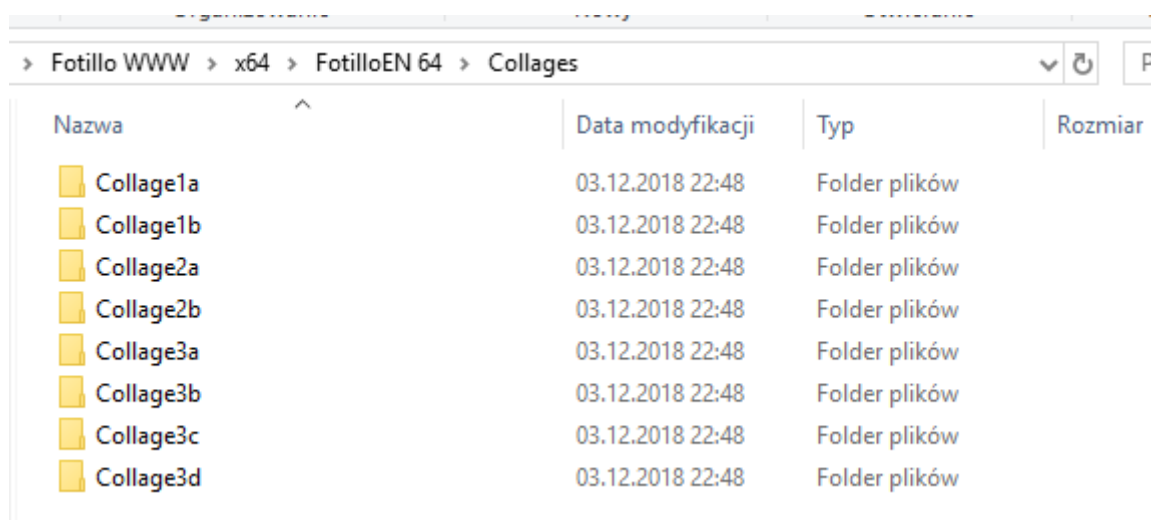 Fotillo WWW > x64 > FotilloEN 64 > Collages
Nazwa Data modyfikacji Typ Rozmiar
Collage1a 03.12.2018 22:48 Folder plików
Collage1b 03.12.2018 22:48 Folder plików
Collage2a 03.12.2018 22:48 Folder plików
Collage2b 03.12.2018 22:48 Folder plików
Collage3a 03.12.2018 22:48 Folder plików
Collage3b 03.12.2018 22:48 Folder plików
Collage3c 03.12.2018 22:48 Folder plików
Collage3d 03.12.2018 22:48 Folder plików